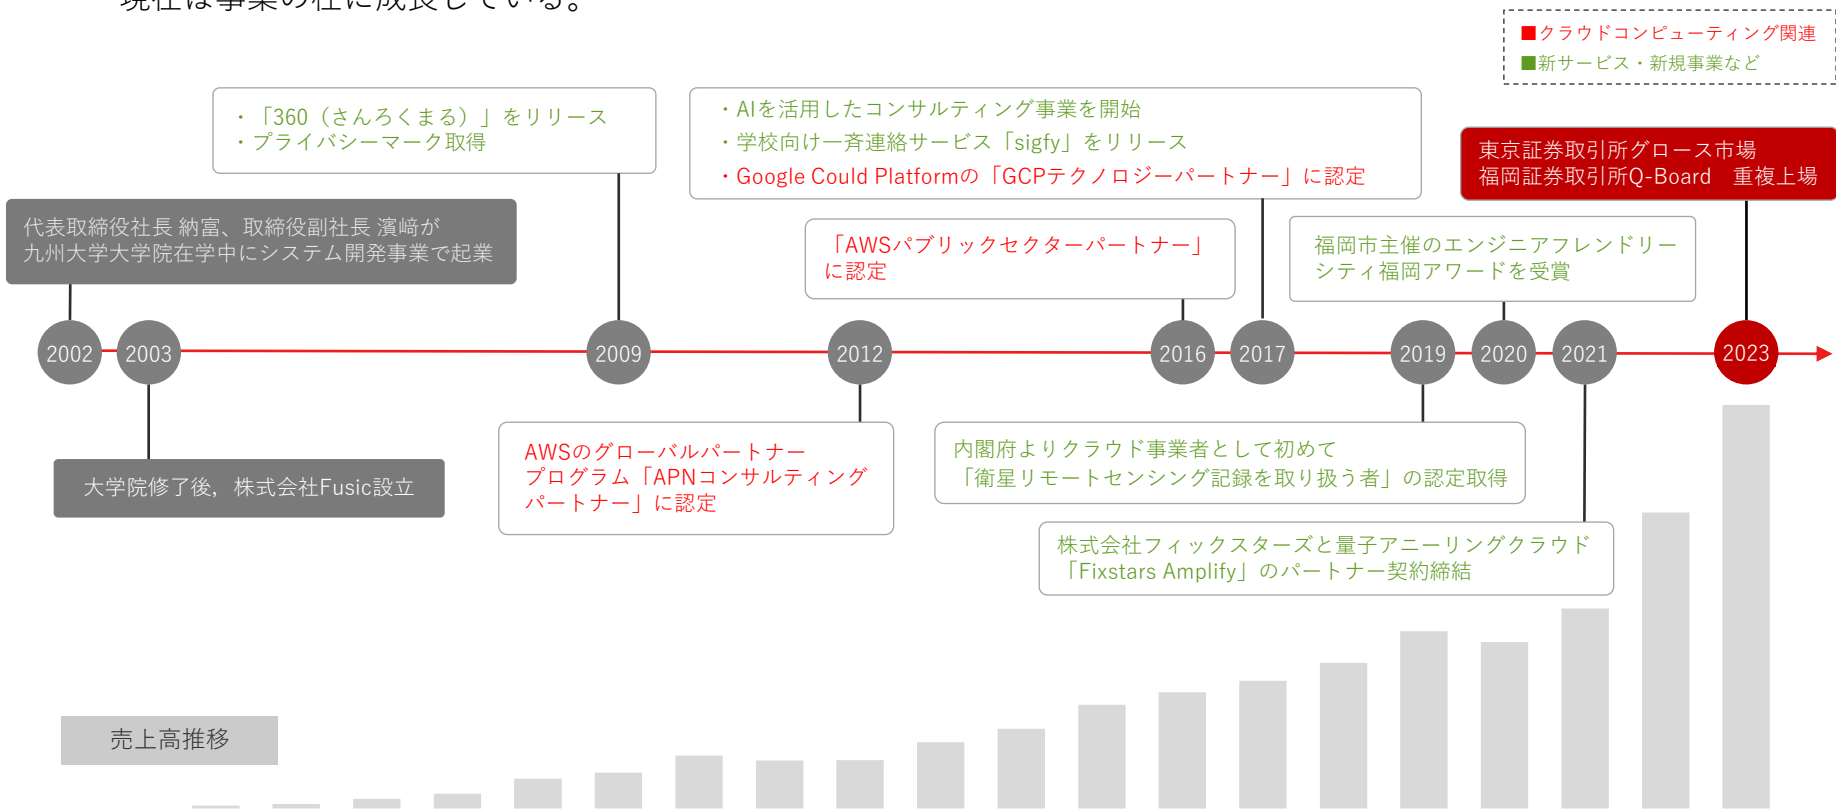 現在は事業の柱に成長している。
■クラウドコンピューティング関連
■新サービス・新規事業など
・「360（さんろくまる）」をリリース
・プライバシーマーク取得
・AIを活用したコンサルティング事業を開始
・学校向け一斉連絡サービス「sigfy」をリリース
・Google Could Platformの「GCPテクノロジーパートナー」に認定
東京証券取引所グロース市場
福岡証券取引所Q-Board　重複上場
代表取締役社長 納富、取締役副社長 濱﨑が
九州大学大学院在学中にシステム開発事業で起業
「AWSパブリックセクターパートナー」
に認定
福岡市主催のエンジニアフレンドリー
シティ福岡アワードを受賞
2002
2003
2009
2012
2016
2017
2019
2020
2021
2023
大学院修了後，株式会社Fusic設立
AWSのグローバルパートナー
プログラム「APNコンサルティング
パートナー」に認定
内閣府よりクラウド事業者として初めて
「衛星リモートセンシング記録を取り扱う者」の認定取得
株式会社フィックスターズと量子アニーリングクラウド
「Fixstars Amplify」のパートナー契約締結
売上高推移